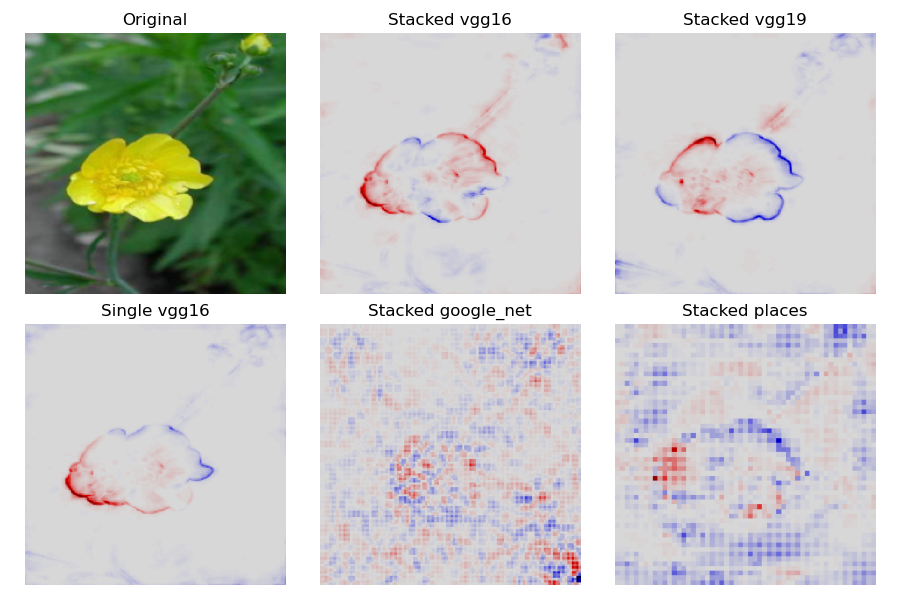 Original
Stacked vgg16
Stacked vgg19
Single vgg16
Stacked google_net
Stacked places